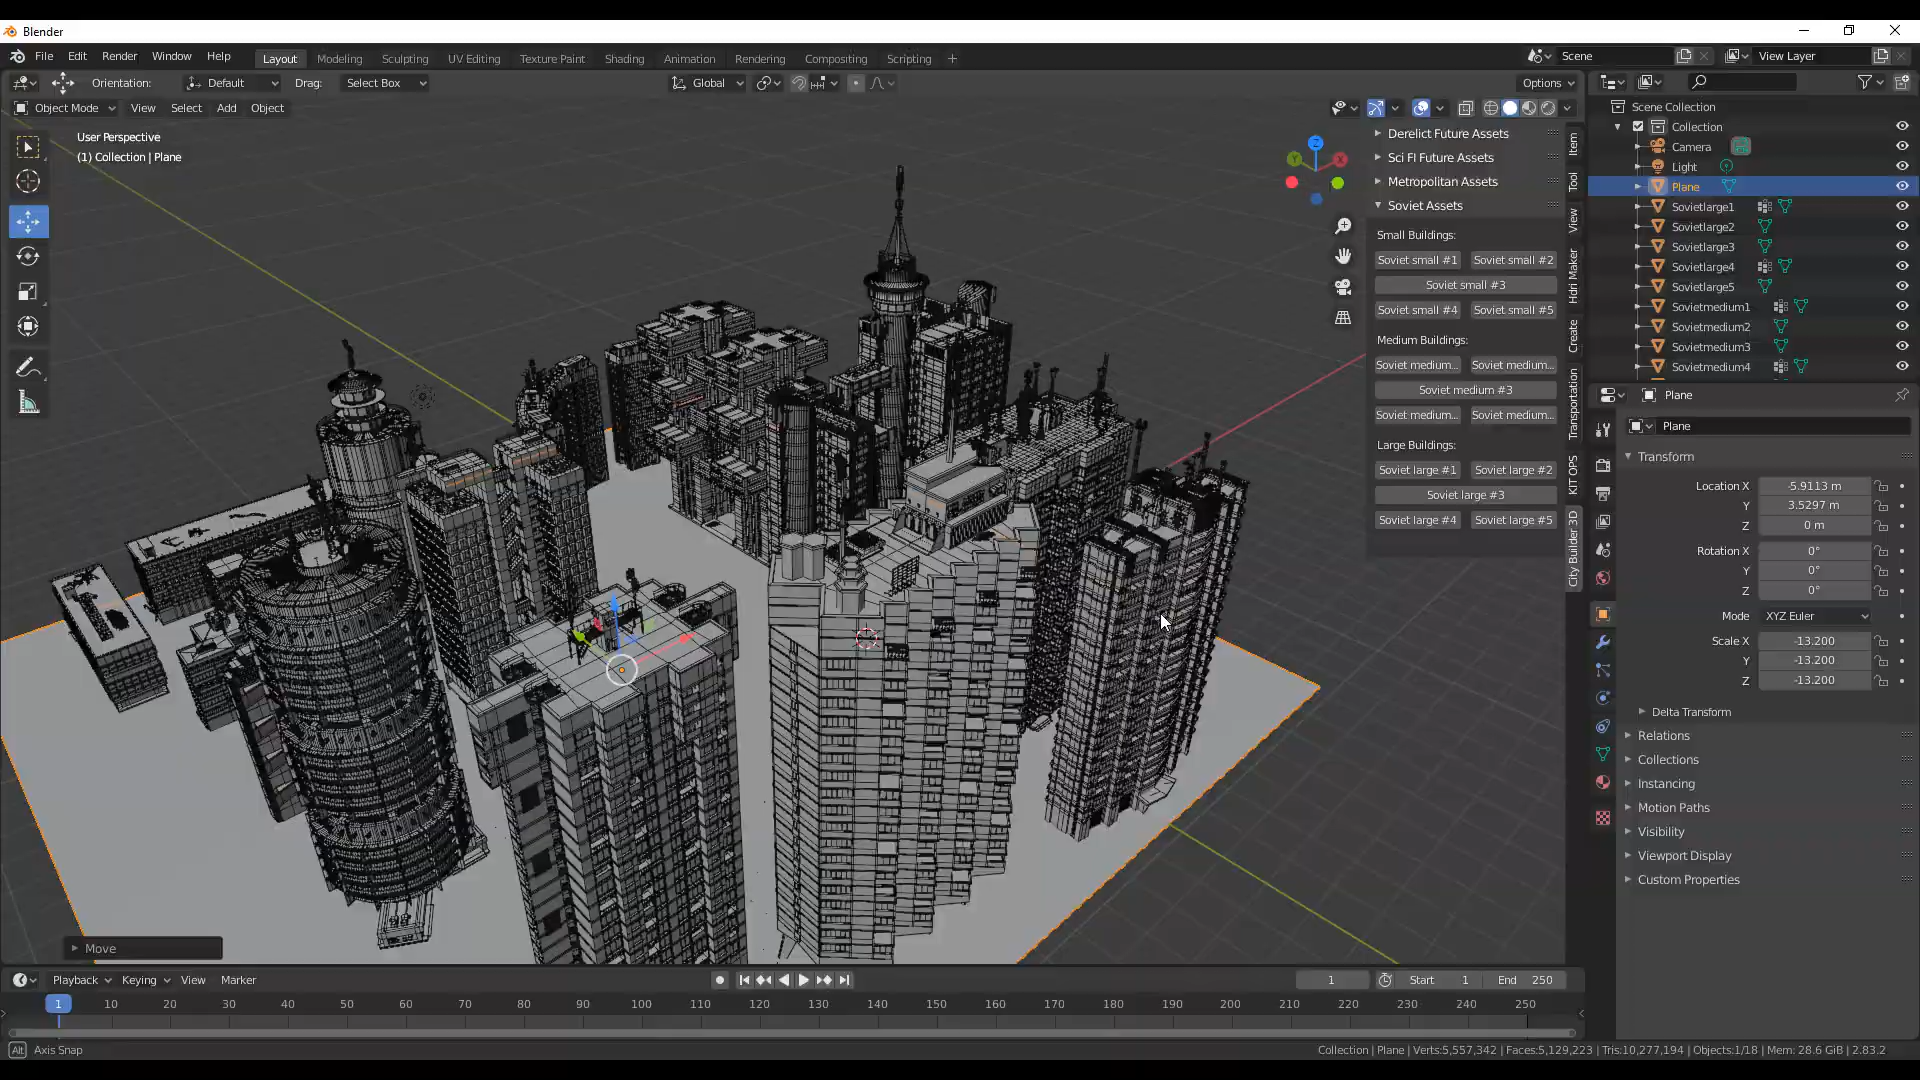 Blender
File Edit Render Window Help
Layout Modeling Sculpting UV Editing Texture Paint Shading Animation Rendering Compositing Scripting +
Scene
View Layer
Orientation: Default Drag: Select Box
Global
Options
Object Mode View Select Add Object
User Perspective
(1) Collection | Plane
X
Y
Z
Derelict Future Assets
Sci FI Future Assets
Metropolitan Assets
Soviet Assets
Small Buildings:
Soviet small #1 Soviet small #2
Soviet small #3
Soviet small #4 Soviet small #5
Medium Buildings:
Soviet medium... Soviet medium...
Soviet medium #3
Soviet medium... Soviet medium...
Large Buildings:
Soviet large #1 Soviet large #2
Soviet large #3
Soviet large #4 Soviet large #5
Item
Tool
View
Hdri Maker
Create
Transportation
KIT OPS
City Builder 3D
Scene Collection
Collection
Camera
Light
Plane
Sovietlarge1
Sovietlarge2
Sovietlarge3
Sovietlarge4
Sovietlarge5
Sovietmedium1
Sovietmedium2
Sovietmedium3
Sovietmedium4
Plane
Plane
Transform
Location X -5.9113 m
Y 3.5297 m
Z 0 m
Rotation X 0°
Y 0°
Z 0°
Mode XYZ Euler
Scale X -13.200
Y -13.200
Z -13.200
Delta Transform
Relations
Collections
Instancing
Motion Paths
Visibility
Viewport Display
Custom Properties
Move
Playback Keying View Marker
1
Start 1
End 250
1 10 20 30 40 50 60 70 80 90 100 110 120 130 140 150 160 170 180 190 200 210 220 230 240 250
Alt Axis Snap
Collection | Plane | Verts:5,557,342 | Faces:5,129,223 | Tris:10,277,194 | Objects:1/18 | Mem: 28.6 GiB | 2.83.2